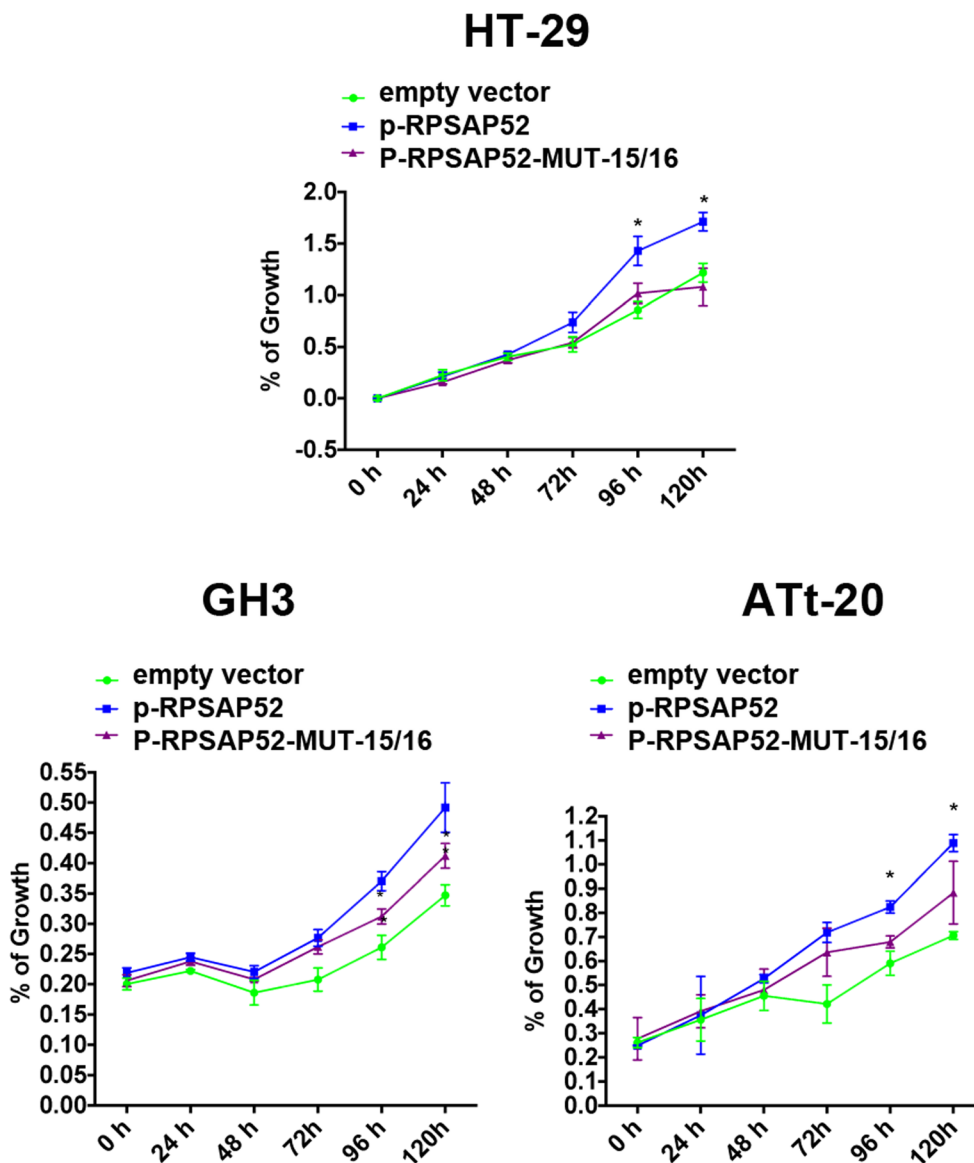 HT-29
empty vector
p-RPSAP52
P-RPSAP52-MUT-15/16
% of Growth
2.0
1.5
1.0
0.5
0.0
-0.5
*
*
0 h
24 h
48 h
72h
96 h
120h
GH3
empty vector
p-RPSAP52
P-RPSAP52-MUT-15/16
% of Growth
0.55
0.50
0.45
0.40
0.35
0.30
0.25
0.20
0.15
0.10
0.05
0.00
*
*
*
*
0 h
24 h
48 h
72h
96 h
120h
ATt-20
empty vector
p-RPSAP52
P-RPSAP52-MUT-15/16
% of Growth
1.2
1.1
1.0
0.9
0.8
0.7
0.6
0.5
0.4
0.3
0.2
0.1
0.0
*
*
0 h
24 h
48 h
72h
96 h
120h